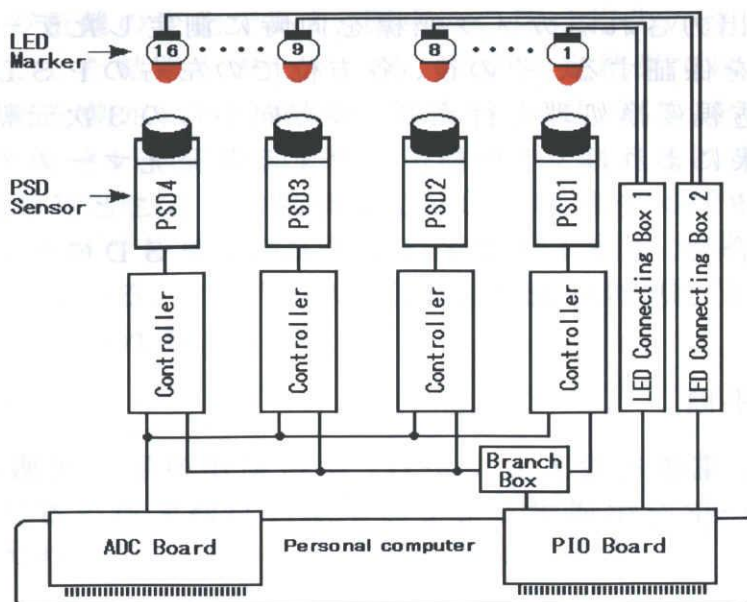 LED Marker
16
9
8
1
PSD Sensor
PSD4
PSD3
PSD2
PSD1
LED Connecting Box 1
LED Connecting Box 2
Controller
Controller
Controller
Controller
Branch Box
ADC Board
Personal computer
PIO Board